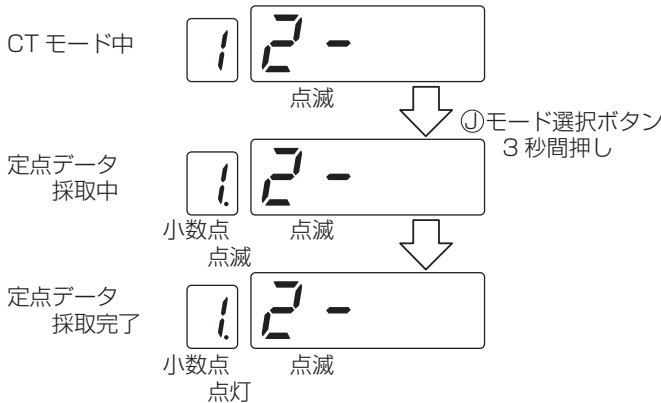 CT モード中
1 2 -
点滅
Ⓙモード選択ボタン
3 秒間押し
定点データ
採取中
1. 2 -
小数点 点滅
点滅
定点データ
採取完了
1. 2 -
小数点 点滅
点灯